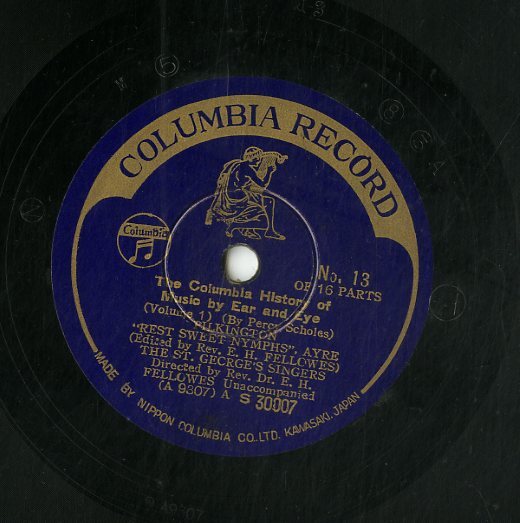 COLUMBIA RECORD
Columbia
No. 13
OF 16 PARTS
The Columbia History of
Music by Ear and Eye
(Volume 1) (By Percy Scholes)
PILKINGTON
"REST SWEET NYMPHS", AYRE
(Edited by Rev. E. H. FELLOWES)
THE ST. GEORGE'S SINGERS
Directed by Rev. Dr. E. H.
FELLOWES Unaccompanied
(A 9307) A S 30007
MADE BY NIPPON COLUMBIA CO., LTD. KAWASAKI, JAPAN